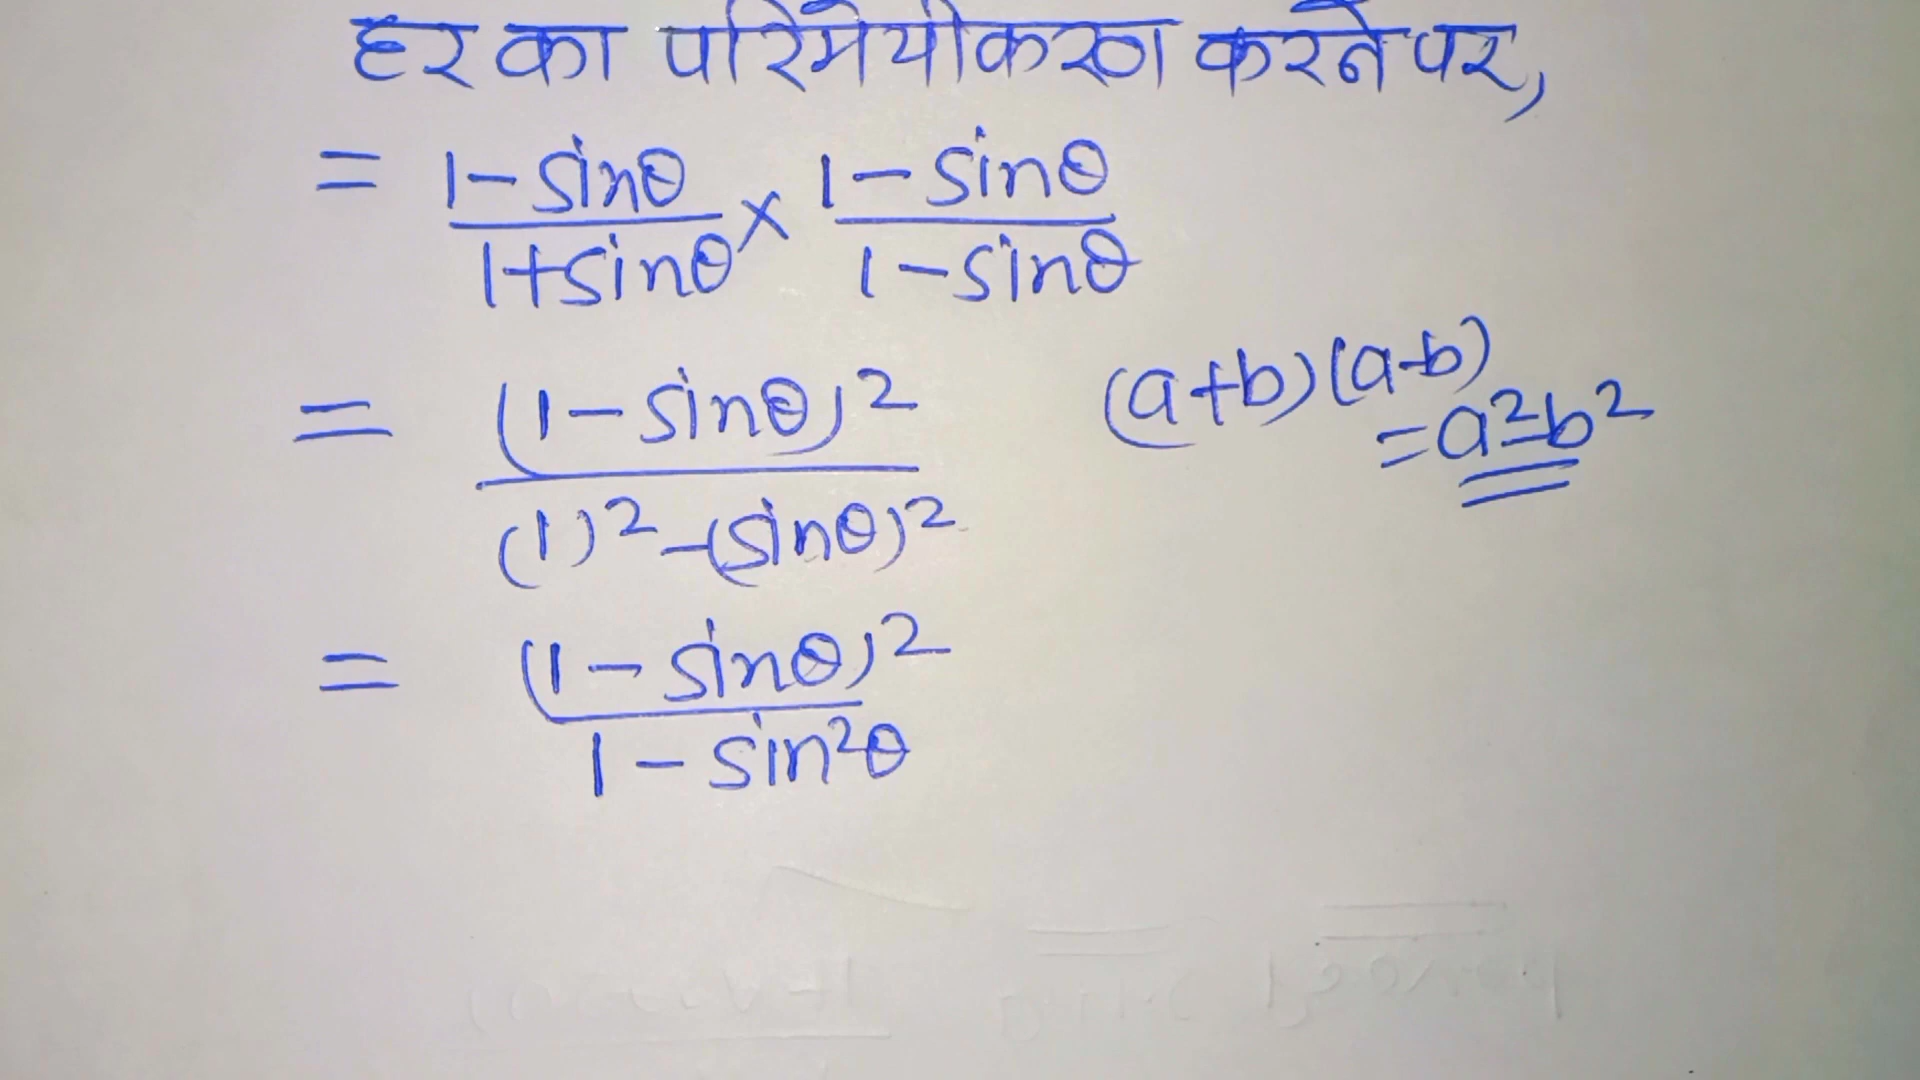 हर का परिमेयीकरण करने पर,
= (1-sinθ)/(1+sinθ) × (1-sinθ)/(1-sinθ)
= (1-sinθ)²/((1)²-(sinθ)²)
(a+b)(a-b)
=a²-b²
= (1-sinθ)²/(1-sin²θ)